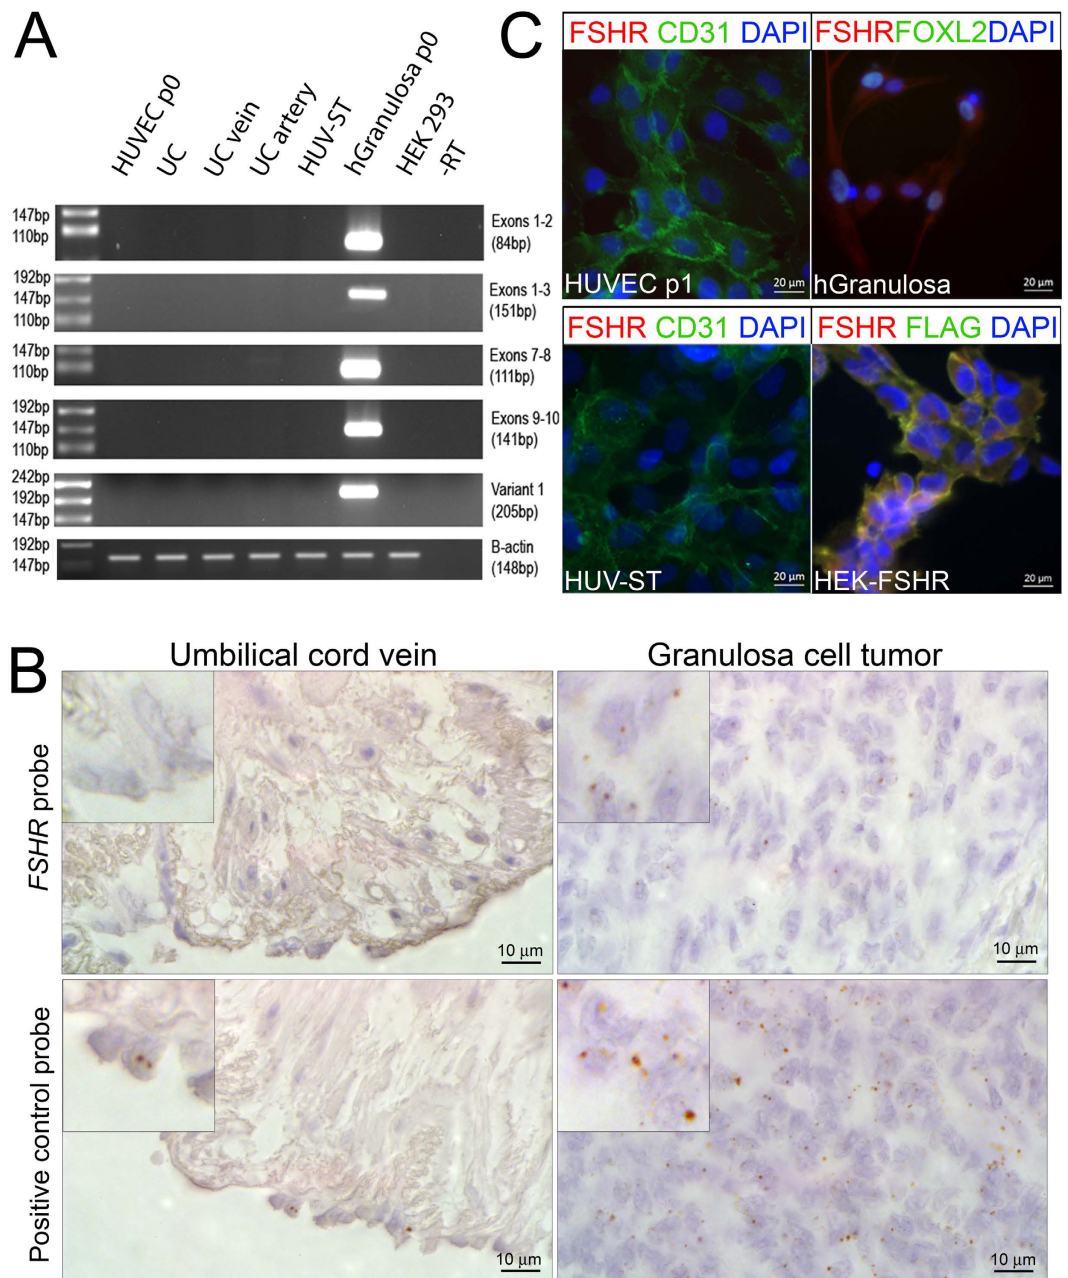 A
HUVEC p0
UC
UC vein
UC artery
HUV-ST
hGranulosa p0
HEK 293
-RT
147bp
110bp
Exons 1-2
(84bp)
192bp
147bp
110bp
Exons 1-3
(151bp)
147bp
110bp
Exons 7-8
(111bp)
192bp
147bp
110bp
Exons 9-10
(141bp)
242bp
192bp
147bp
Variant 1
(205bp)
192bp
147bp
B-actin
(148bp)
C
FSHR CD31 DAPI
HUVEC p1
20 µm
FSHRFOXL2DAPI
hGranulosa
20 µm
FSHR CD31 DAPI
HUV-ST
20 µm
FSHR FLAG DAPI
HEK-FSHR
20 µm
B
Umbilical cord vein
Granulosa cell tumor
FSHR probe
10 µm
10 µm
Positive control probe
10 µm
10 µm